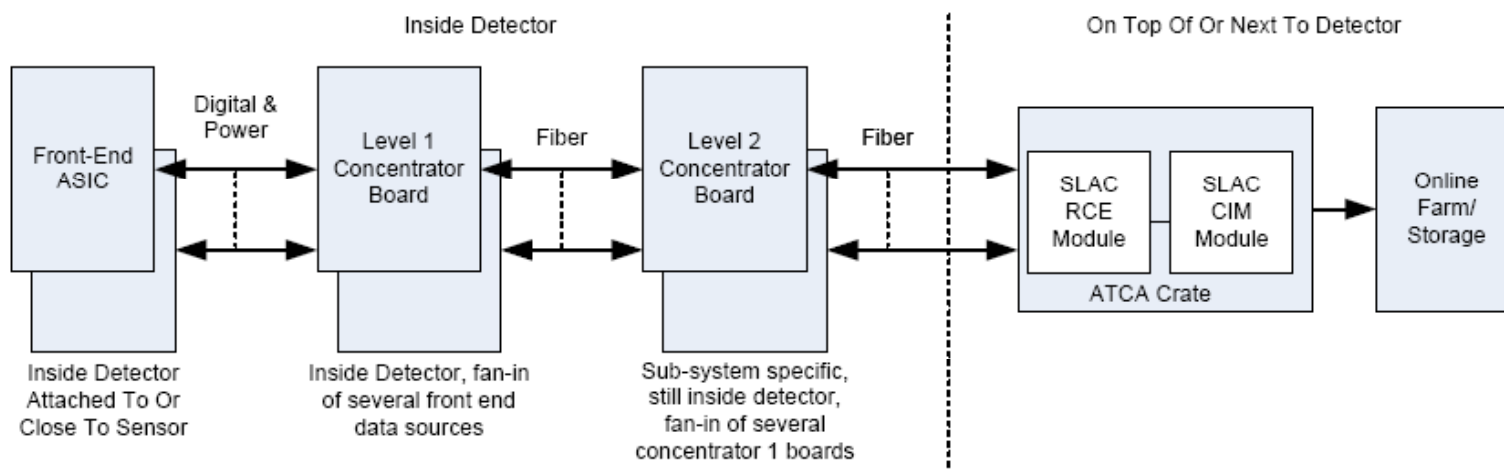 Inside Detector
On Top Of Or Next To Detector
Front-End
ASIC
Digital &
Power
Level 1
Concentrator
Board
Fiber
Level 2
Concentrator
Board
Fiber
SLAC
RCE
Module
SLAC
CIM
Module
ATCA Crate
Online
Farm/
Storage
Inside Detector
Attached To Or
Close To Sensor
Inside Detector, fan-in
of several front end
data sources
Sub-system specific,
still inside detector,
fan-in of several
concentrator 1 boards